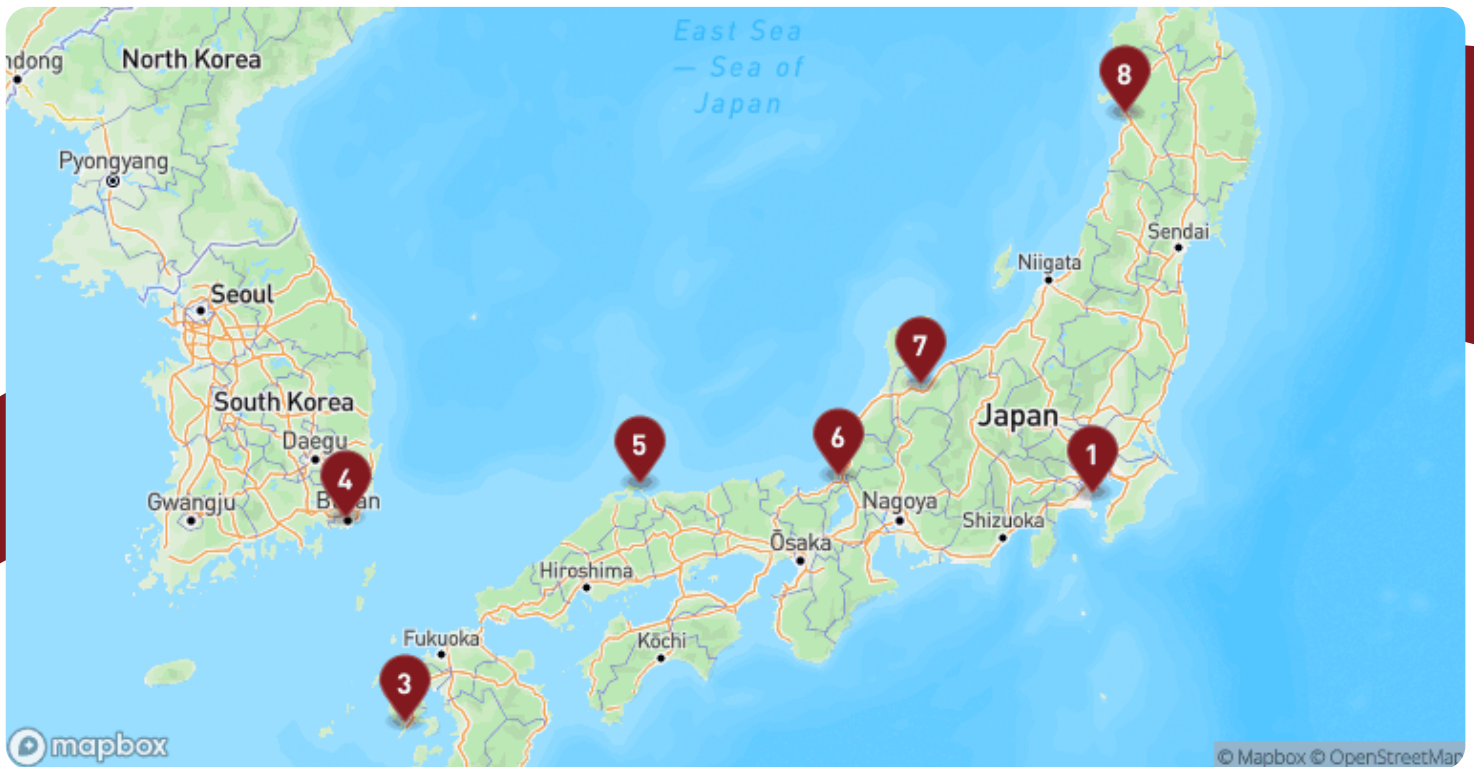 East Sea
— Sea of
Japan
ndong
North Korea
8
Pyongyang
Sendai
Niigata
Seoul
7
South Korea
Japan
Daegu
5
6
1
4
Gwangju
B  an
Nagoya
Shizuoka
Ōsaka
Hiroshima
Fukuoka
Kōchi
3
mapbox
© Mapbox © OpenStreetMap